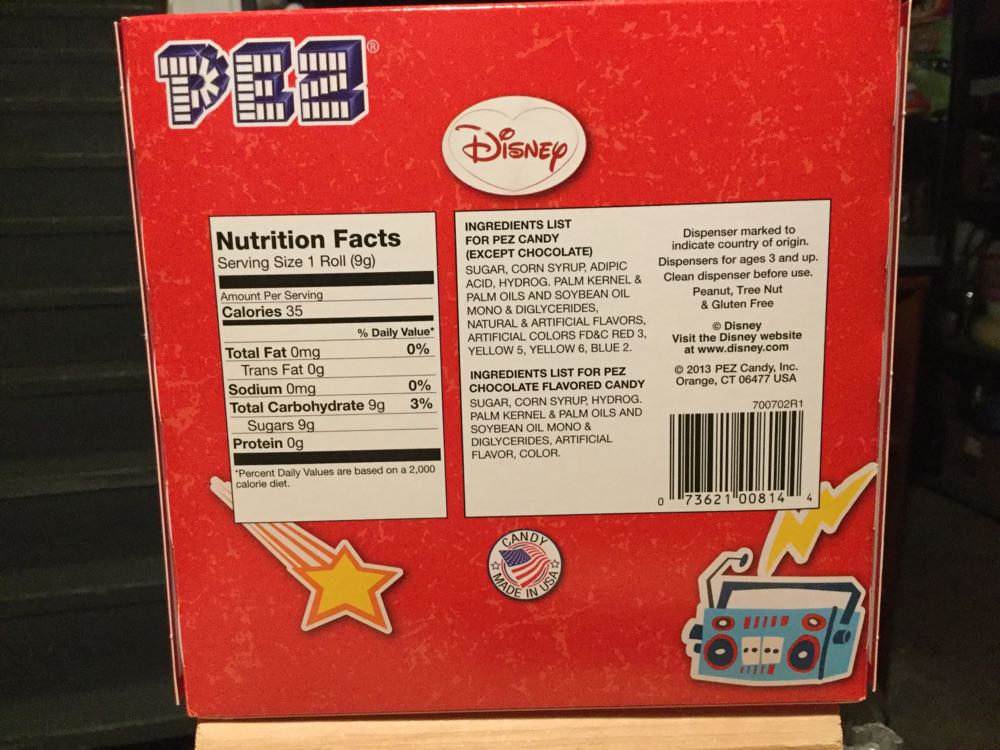 PEZ®
Disney
Nutrition Facts
Serving Size 1 Roll (9g)
Amount Per Serving
Calories 35
% Daily Value*
Total Fat 0mg 0%
Trans Fat 0g
Sodium 0mg 0%
Total Carbohydrate 9g 3%
Sugars 9g
Protein 0g
*Percent Daily Values are based on a 2,000
calorie diet.
INGREDIENTS LIST
FOR PEZ CANDY
(EXCEPT CHOCOLATE)
SUGAR, CORN SYRUP, ADIPIC
ACID, HYDROG. PALM KERNEL &
PALM OILS AND SOYBEAN OIL
MONO & DIGLYCERIDES,
NATURAL & ARTIFICIAL FLAVORS,
ARTIFICIAL COLORS FD&C RED 3,
YELLOW 5, YELLOW 6, BLUE 2.
INGREDIENTS LIST FOR PEZ
CHOCOLATE FLAVORED CANDY
SUGAR, CORN SYRUP, HYDROG.
PALM KERNEL & PALM OILS AND
SOYBEAN OIL MONO &
DIGLYCERIDES, ARTIFICIAL
FLAVOR, COLOR.
Dispenser marked to
indicate country of origin.
Dispensers for ages 3 and up.
Clean dispenser before use.
Peanut, Tree Nut
& Gluten Free
© Disney
Visit the Disney website
at www.disney.com
© 2013 PEZ Candy, Inc.
Orange, CT 06477 USA
700702R1
0 73621 00814 4
CANDY
MADE IN USA